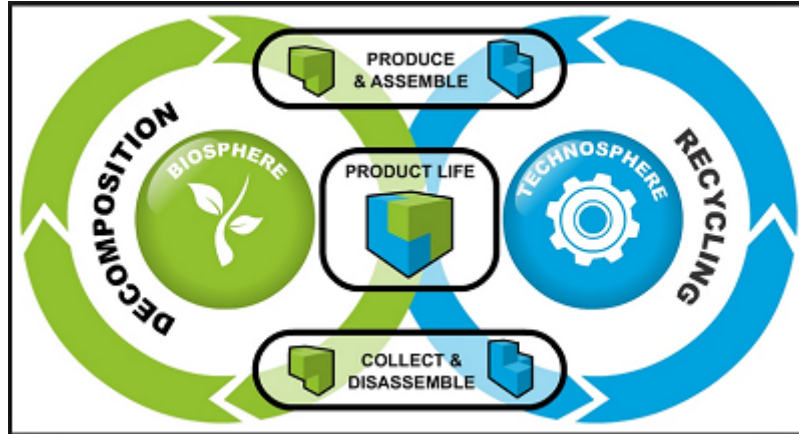 PRODUCE
& ASSEMBLE
DECOMPOSITION
BIOSPHERE
PRODUCT LIFE
TECHNOSPHERE
RECYCLING
COLLECT &
DISASSEMBLE